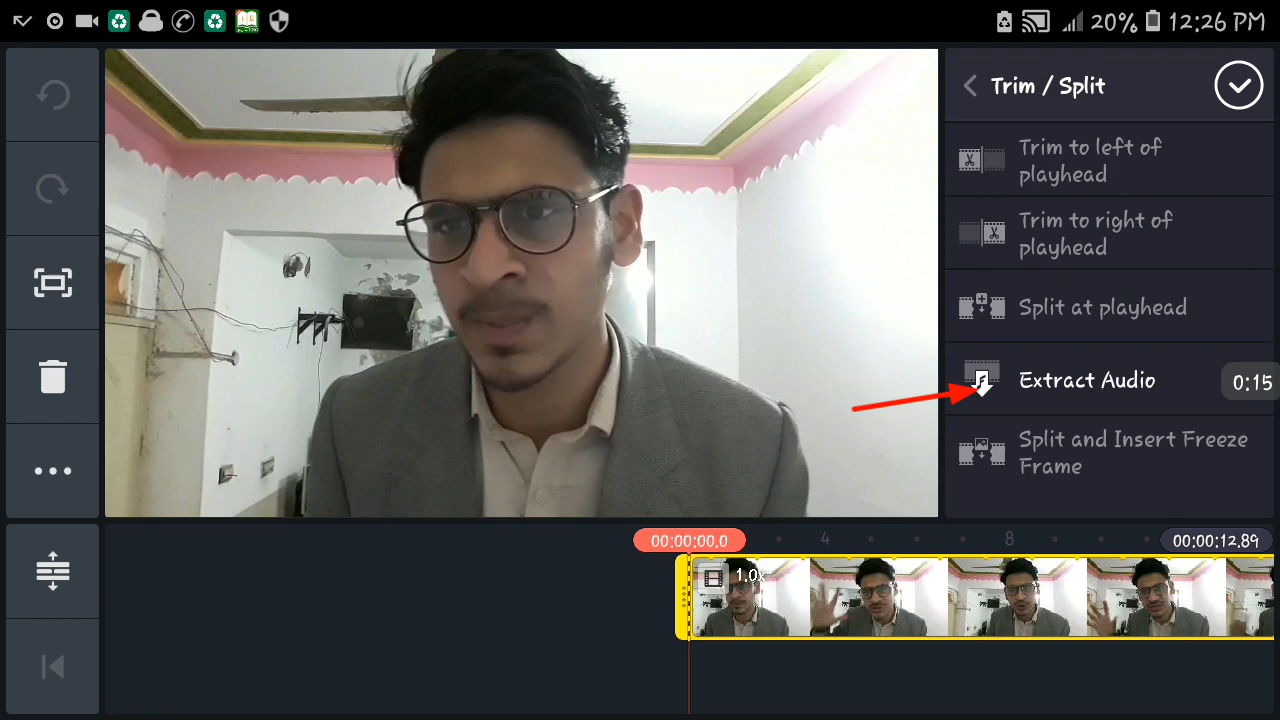 20% 12:26 PM
Trim / Split
Trim to left of
playhead
Trim to right of
playhead
Split at playhead
Extract Audio
0:15
Split and Insert Freeze
Frame
00:00:00.0 4 8 00:00:12.89
1.0x